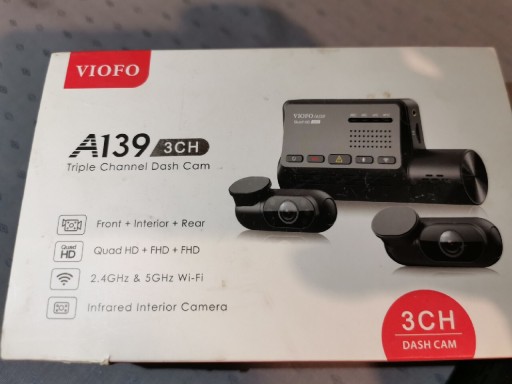 VIOFO
A139 3CH
Triple Channel Dash Cam
Front + Interior + Rear
Quad HD
Quad HD + FHD + FHD
2.4GHz & 5GHz Wi-Fi
Infrared Interior Camera
VIOFO
3CH
DASH CAM